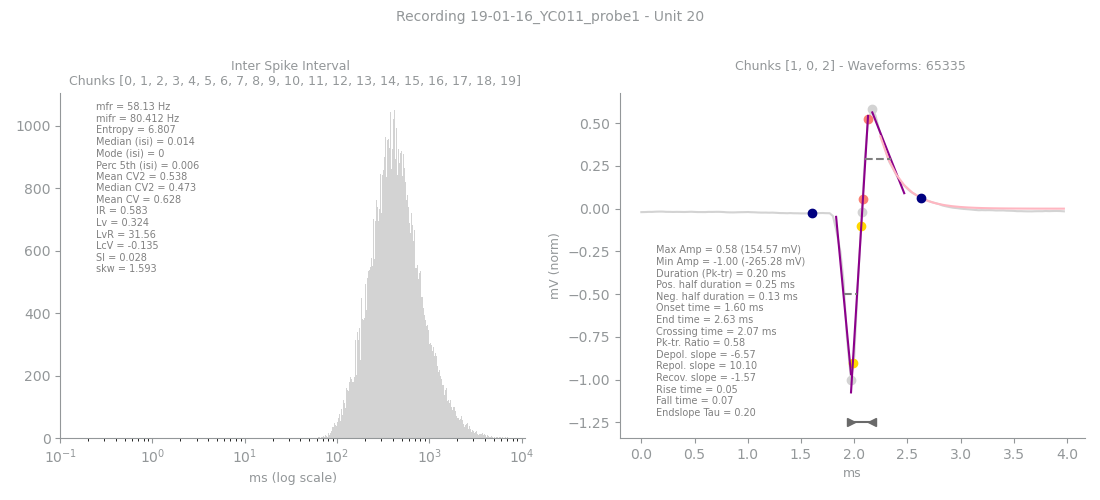 Recording 19-01-16_YC011_probe1 - Unit 20
Inter Spike Interval
Chunks [0, 1, 2, 3, 4, 5, 6, 7, 8, 9, 10, 11, 12, 13, 14, 15, 16, 17, 18, 19]
mfr = 58.13 Hz
mifr = 80.412 Hz
Entropy = 6.807
Median (isi) = 0.014
Mode (isi) = 0
Perc 5th (isi) = 0.006
Mean CV2 = 0.538
Median CV2 = 0.473
Mean CV = 0.628
IR = 0.583
Lv = 0.324
LvR = 31.56
LcV = -0.135
SI = 0.028
skw = 1.593
1000
800
600
400
200
0
10⁻¹ 10⁰ 10¹ 10² 10³ 10⁴
ms (log scale)
Chunks [1, 0, 2] - Waveforms: 65335
mV (norm)
0.50
0.25
0.00
−0.25
−0.50
−0.75
−1.00
−1.25
Max Amp = 0.58 (154.57 mV)
Min Amp = -1.00 (-265.28 mV)
Duration (Pk-tr) = 0.20 ms
Pos. half duration = 0.25 ms
Neg. half duration = 0.13 ms
Onset time = 1.60 ms
End time = 2.63 ms
Crossing time = 2.07 ms
Pk-tr. Ratio = 0.58
Depol. slope = -6.57
Repol. slope = 10.10
Recov. slope = -1.57
Rise time = 0.05
Fall time = 0.07
Endslope Tau = 0.20
0.0 0.5 1.0 1.5 2.0 2.5 3.0 3.5 4.0
ms